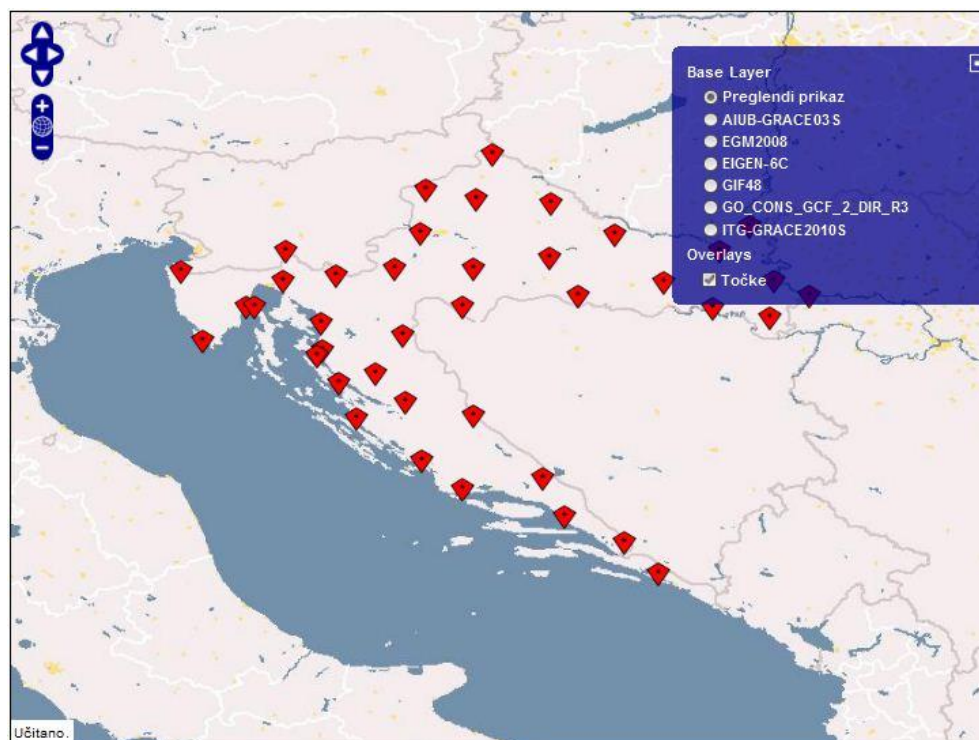 Base Layer
Preglendi prikaz
AIUB-GRACE03S
EGM2008
EIGEN-6C
GIF48
GO_CONS_GCF_2_DIR_R3
ITG-GRACE2010S
Overlays
Točke
Učitano.